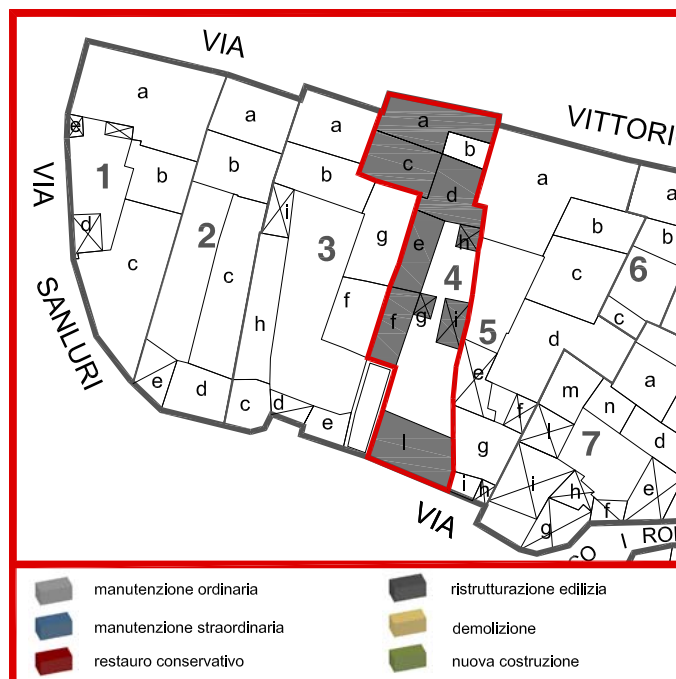 VIA
VITTORI
VIA
SANLURI
VIA
CO I ROI
1
a
e
b
d
c
2
a
b
c
e
d
3
a
b
i
g
f
h
c
d
e
4
a
b
c
d
e
h
g
i
f
l
5
a
b
c
d
e
f
g
i
h
6
a
b
c
7
a
m
n
d
l
i
h
e
f
g
manutenzione ordinaria
manutenzione straordinaria
restauro conservativo
ristrutturazione edilizia
demolizione
nuova costruzione